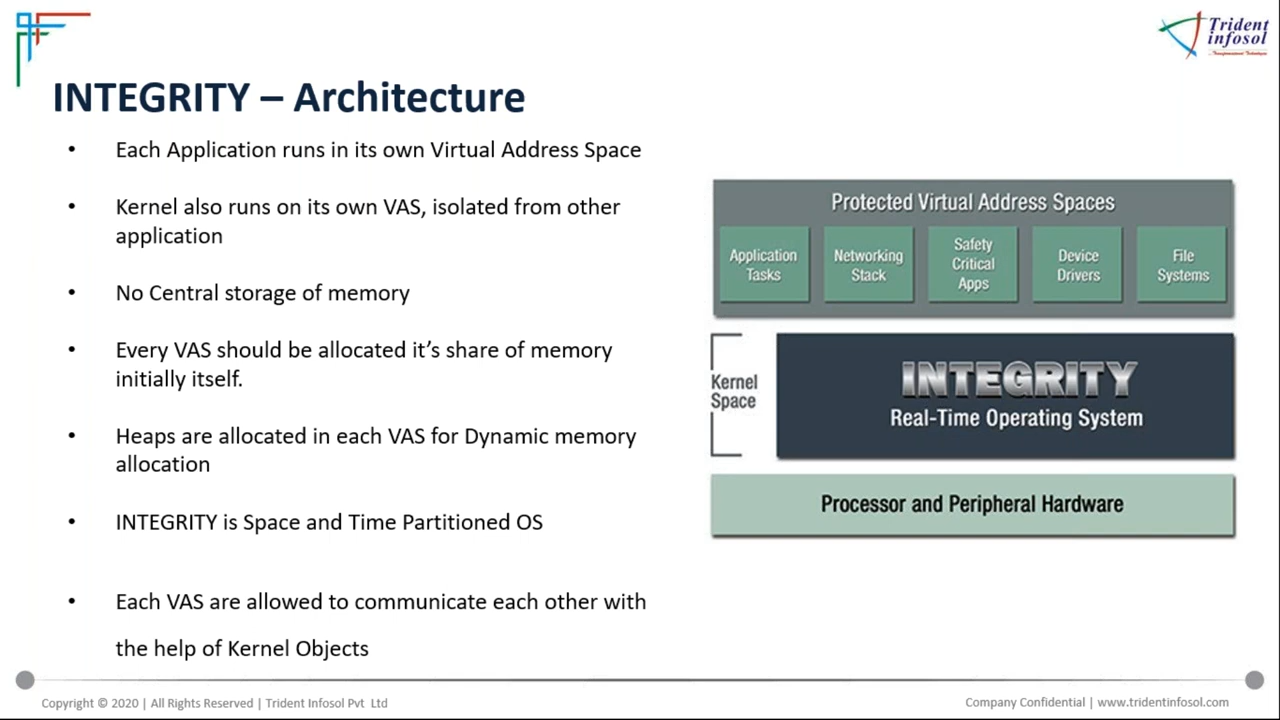 Trident
infosol
INTEGRITY – Architecture
• Each Application runs in its own Virtual Address Space
• Kernel also runs on its own VAS, isolated from other
application
• No Central storage of memory
• Every VAS should be allocated it’s share of memory
initially itself.
• Heaps are allocated in each VAS for Dynamic memory
allocation
• INTEGRITY is Space and Time Partitioned OS
• Each VAS are allowed to communicate each other with
the help of Kernel Objects
Protected Virtual Address Spaces
Application
Tasks
Networking
Stack
Safety
Critical
Apps
Device
Drivers
File
Systems
Kernel
Space
INTEGRITY
Real-Time Operating System
Processor and Peripheral Hardware
Copyright © 2020 | All Rights Reserved | Trident Infosol Pvt Ltd
Company Confidential | www.tridentinfosol.com